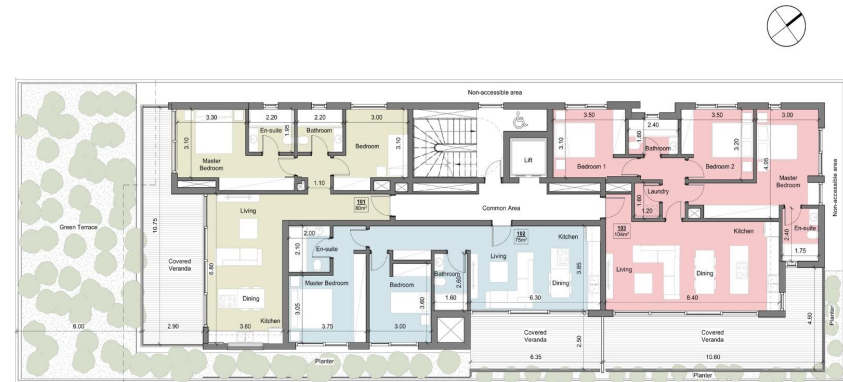 Non-accessible area
3.30
2.20
2.20
3.00
3.50
2.40
3.50
3.00
En-suite
1.95
Bathroom
Bedroom
3.10
3.10
Master
Bedroom
1.10
Lift
3.10
Bedroom 1
1.60
Bathroom
Bedroom 2
3.20
4.95
Master
Bedroom
Non-accessible area
Laundry
1.60
1.20
101
80m²
Living
Common Area
10.75
Green Terrace
Covered
Veranda
6.80
2.00
2.10
En-suite
102
75m²
Living
Kitchen
3.85
103
104m²
Kitchen
2.40
En-suite
1.75
Living
Dining
Dining
Bathroom
2.60
Master Bedroom
Bedroom
3.05
3.60
Dining
1.60
6.30
8.40
Kitchen
6.00
2.90
3.60
3.75
3.00
Covered
Veranda
2.50
Covered
Veranda
4.60
Planter
Planter
6.35
10.60
Planter